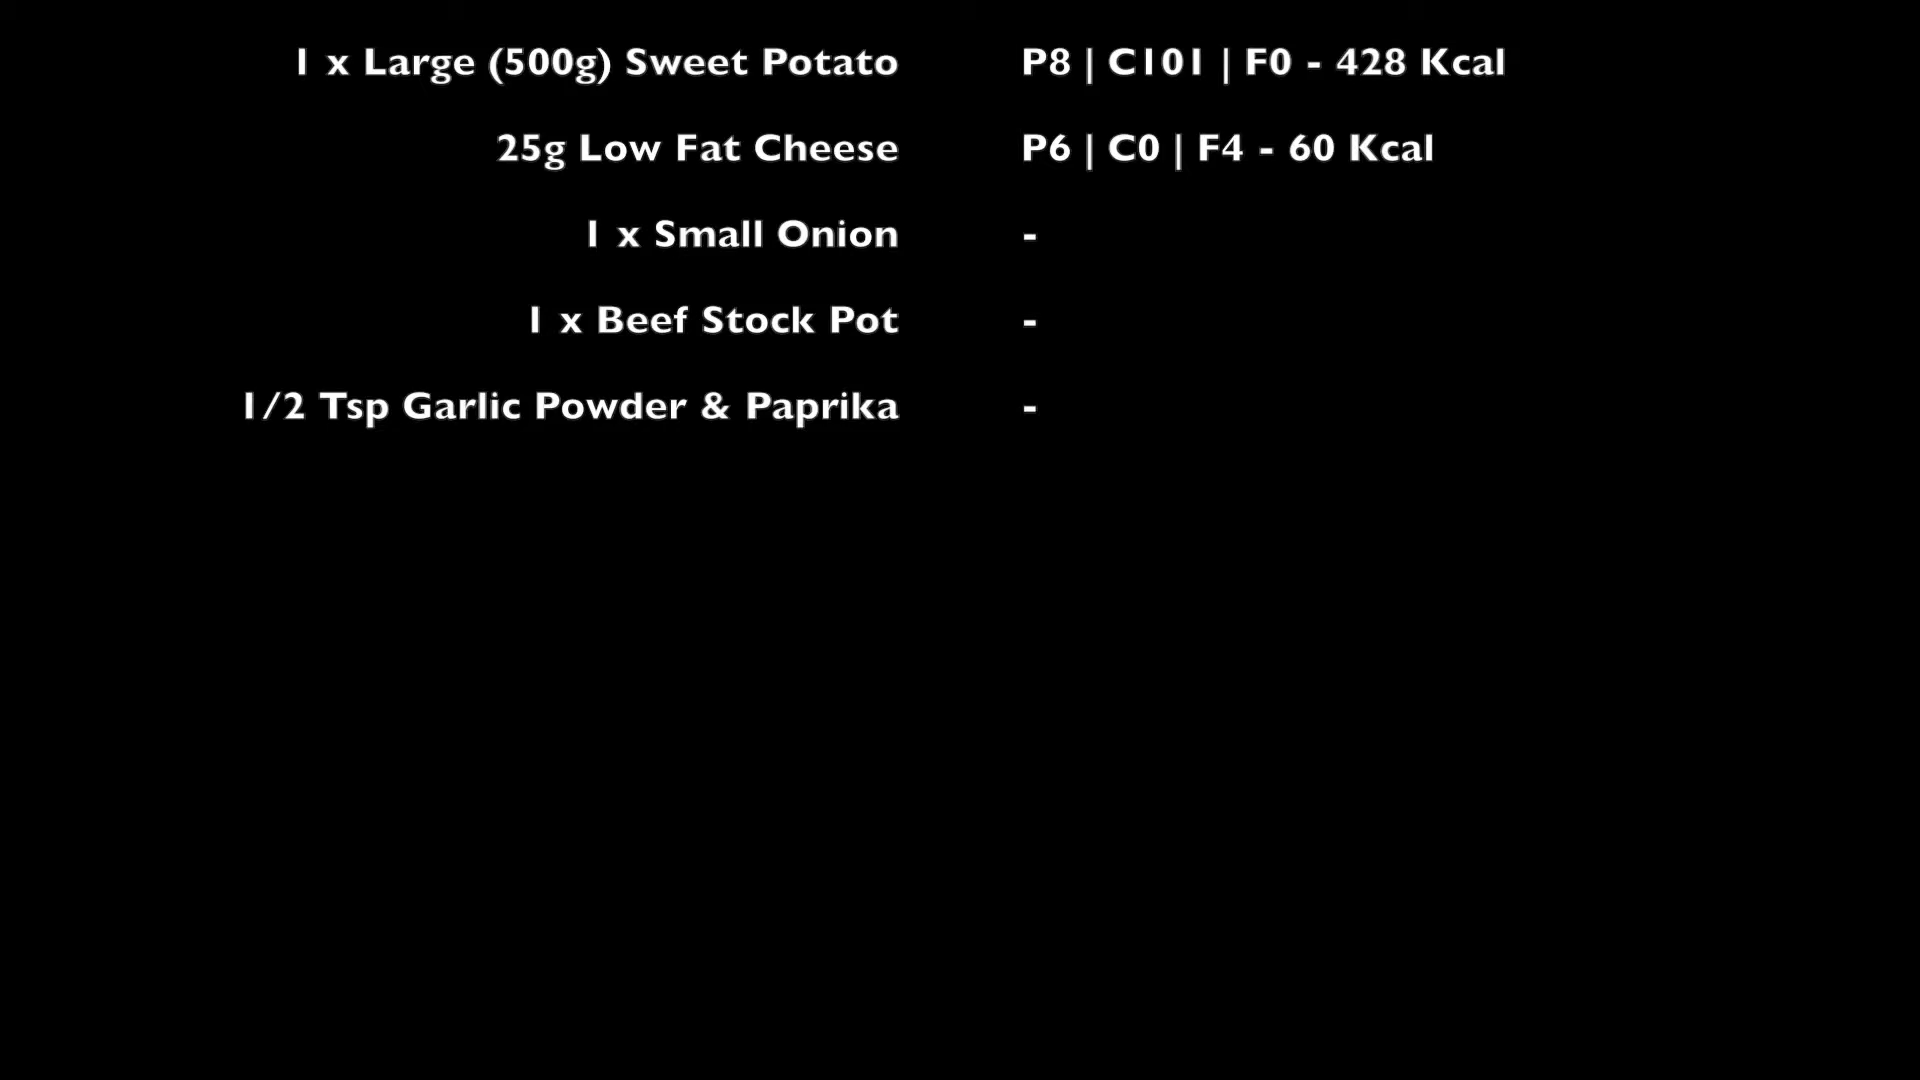 1 x Large (500g) Sweet Potato P8 | C101 | F0 - 428 Kcal
25g Low Fat Cheese P6 | C0 | F4 - 60 Kcal
1 x Small Onion -
1 x Beef Stock Pot -
1/2 Tsp Garlic Powder & Paprika -